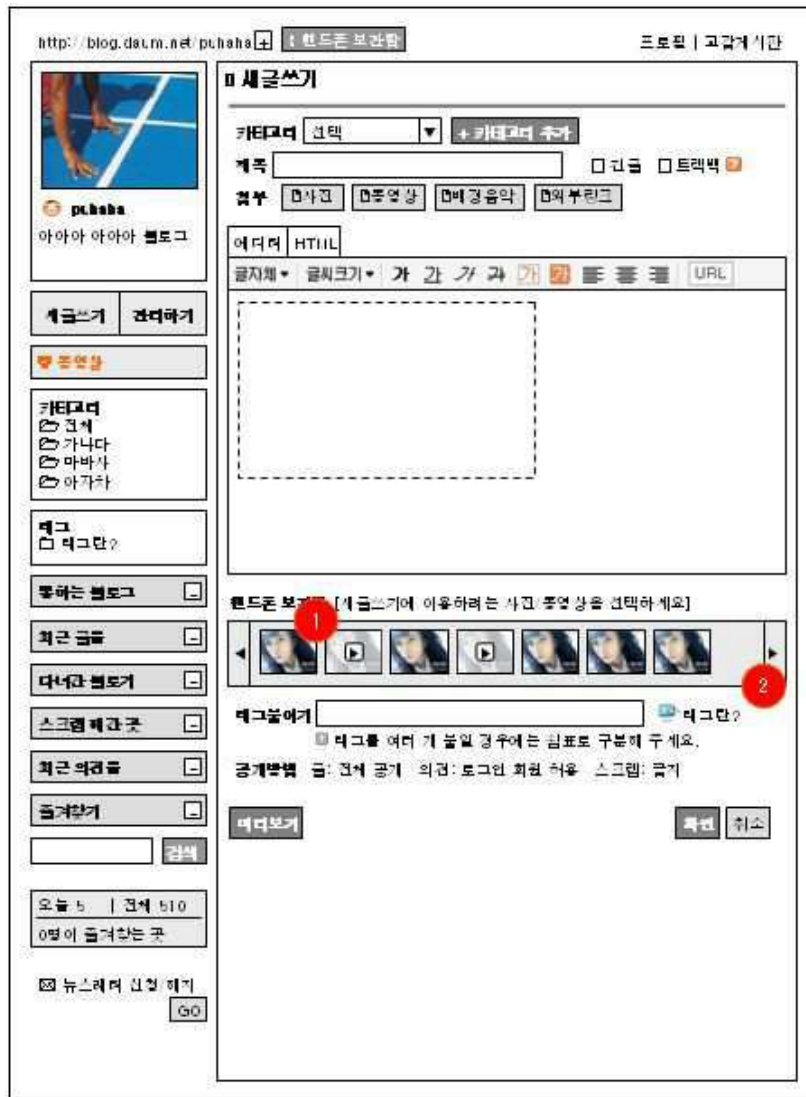 http://blog.daum.net/puhaha
핸드폰 보관함
프로필 | 공감게시판
puhaha
아아아 아아아 블로그
새글쓰기 관리하기
동영상
카테고리
전체
가나다
마바사
아자차
태그
태그란?
통하는 블로그
최근 글들
다녀간 블로거
스크랩 해간 곳
최근 의견들
즐겨찾기
검색
오늘 5 | 전체 510
0명이 즐겨찾는 곳
뉴스레터 신청/해지
GO
새글쓰기
카테고리 선택 + 카테고리 추가
제목 긴글 트랙백 ?
첨부 사진 동영상 배경음악 외부링크
에디터 HTML
글자체 글씨크기 가 가 가 가 가 가 URL
핸드폰 보관함 [새글쓰기에 이용하려는 사진/동영상을 선택하세요]
1
2
태그붙이기 태그란?
태그를 여러 개 붙일 경우에는 쉼표로 구분해 주세요.
공개방법 글: 전체 공개 의견: 로그인 회원 허용 스크랩: 금지
미리보기 확인 취소